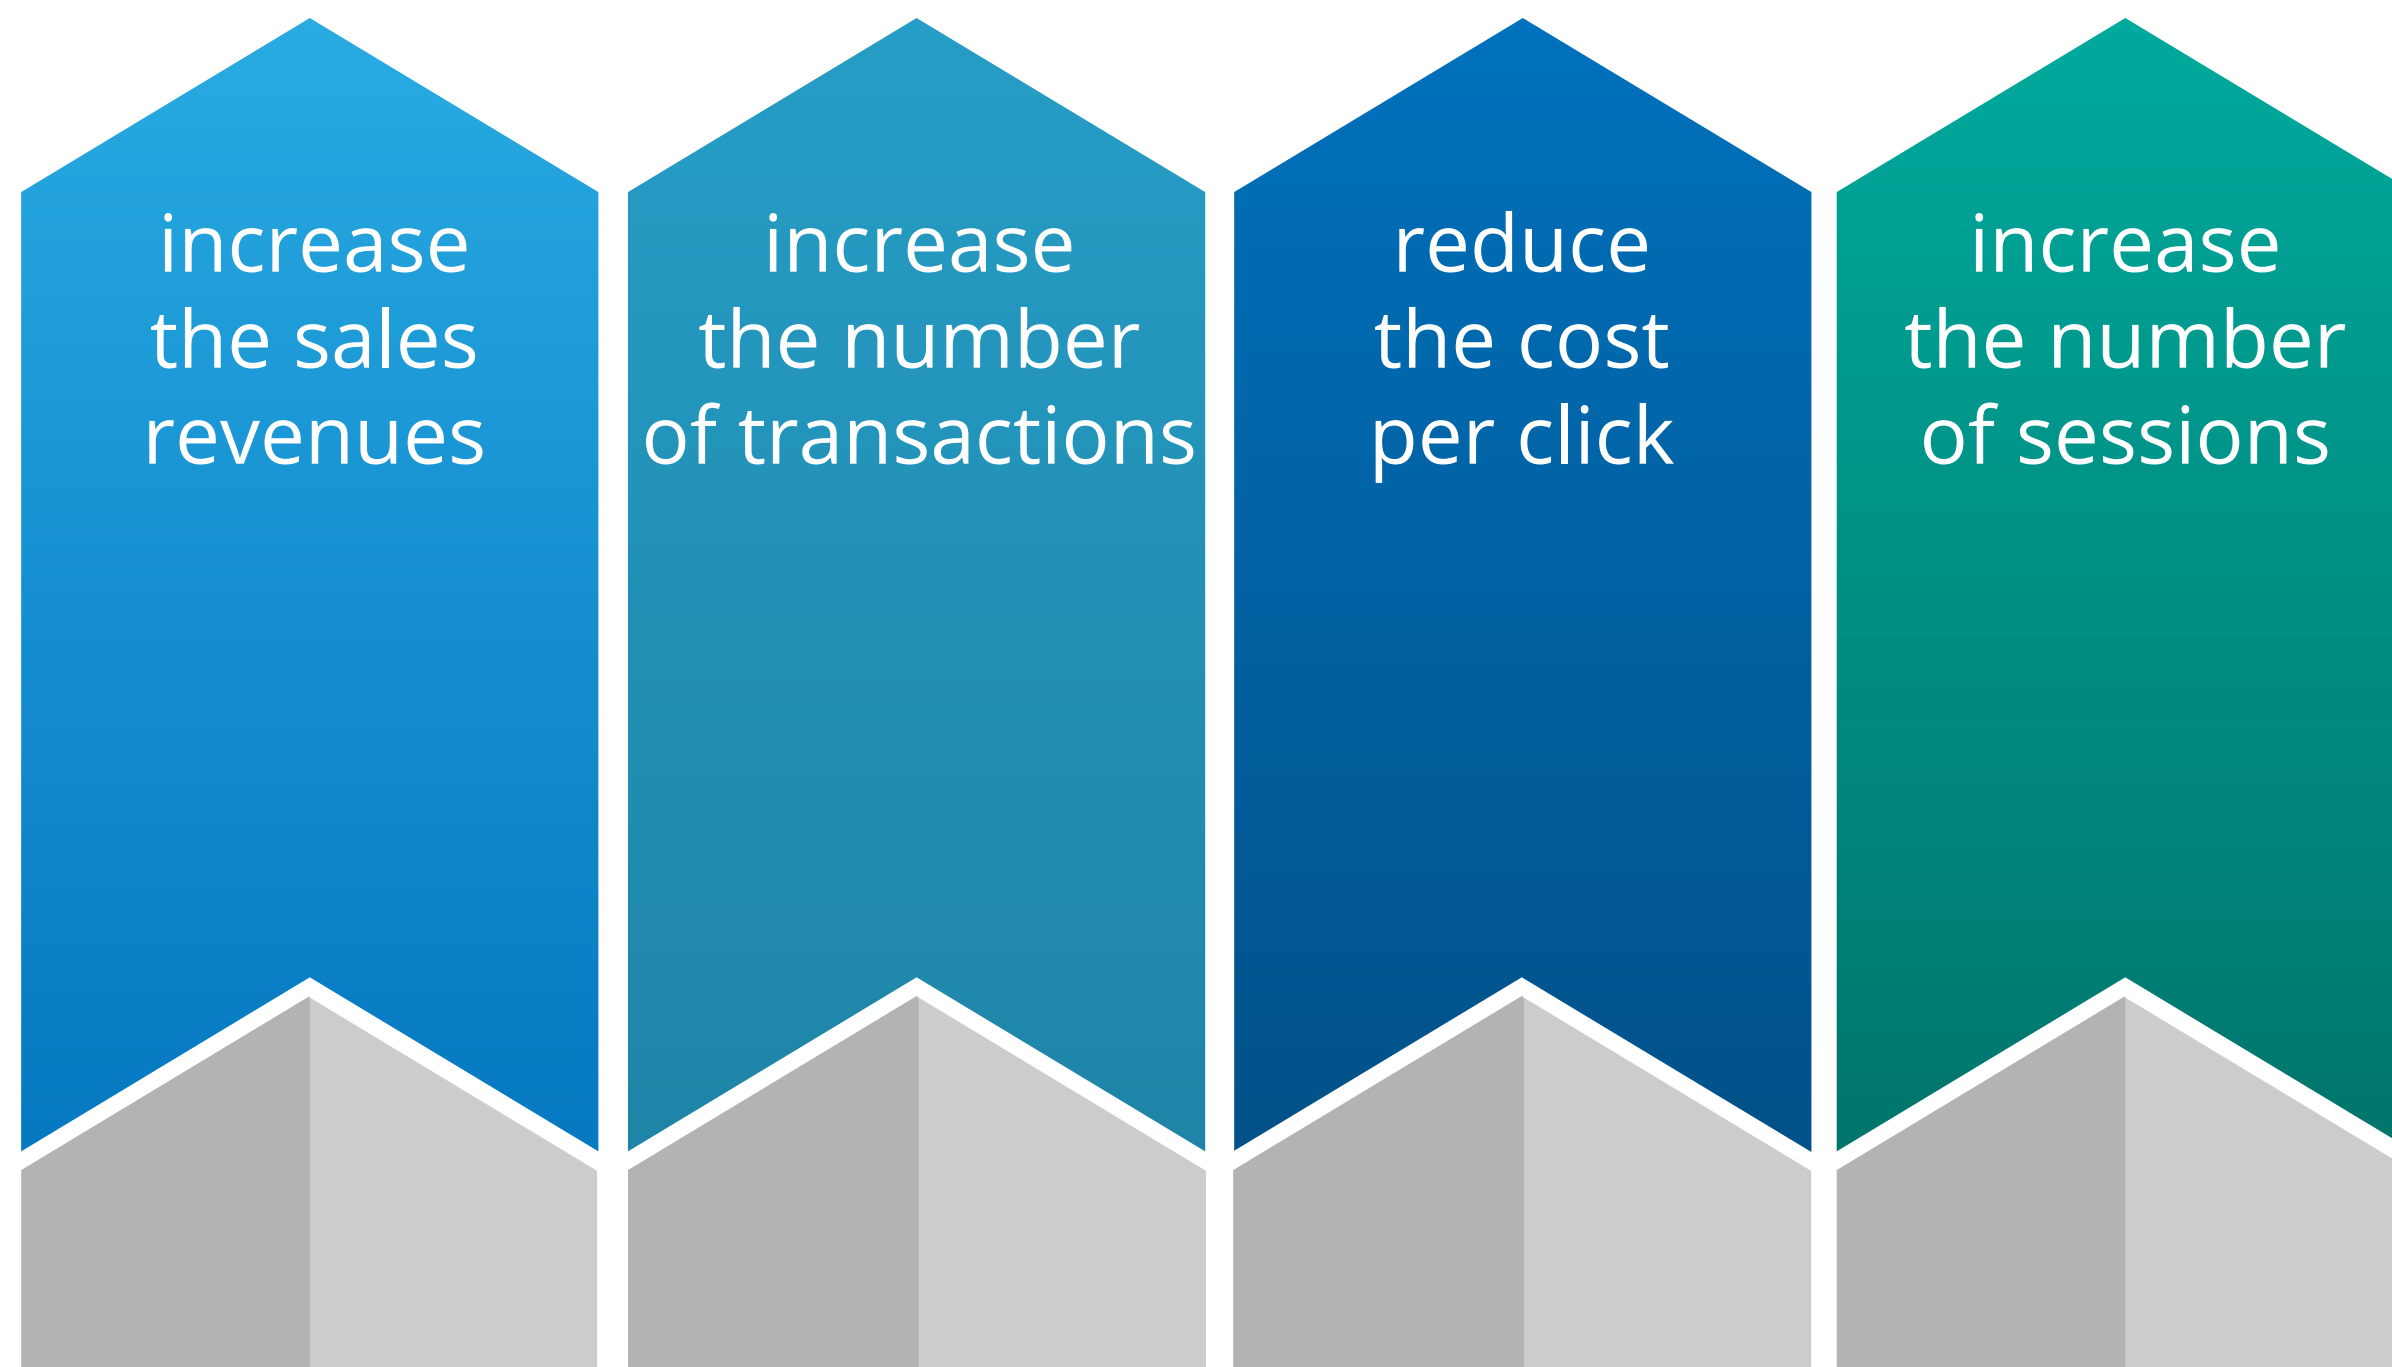 increase
the sales
revenues
increase
the number
of transactions
reduce
the cost
per click
increase
the number
of sessions